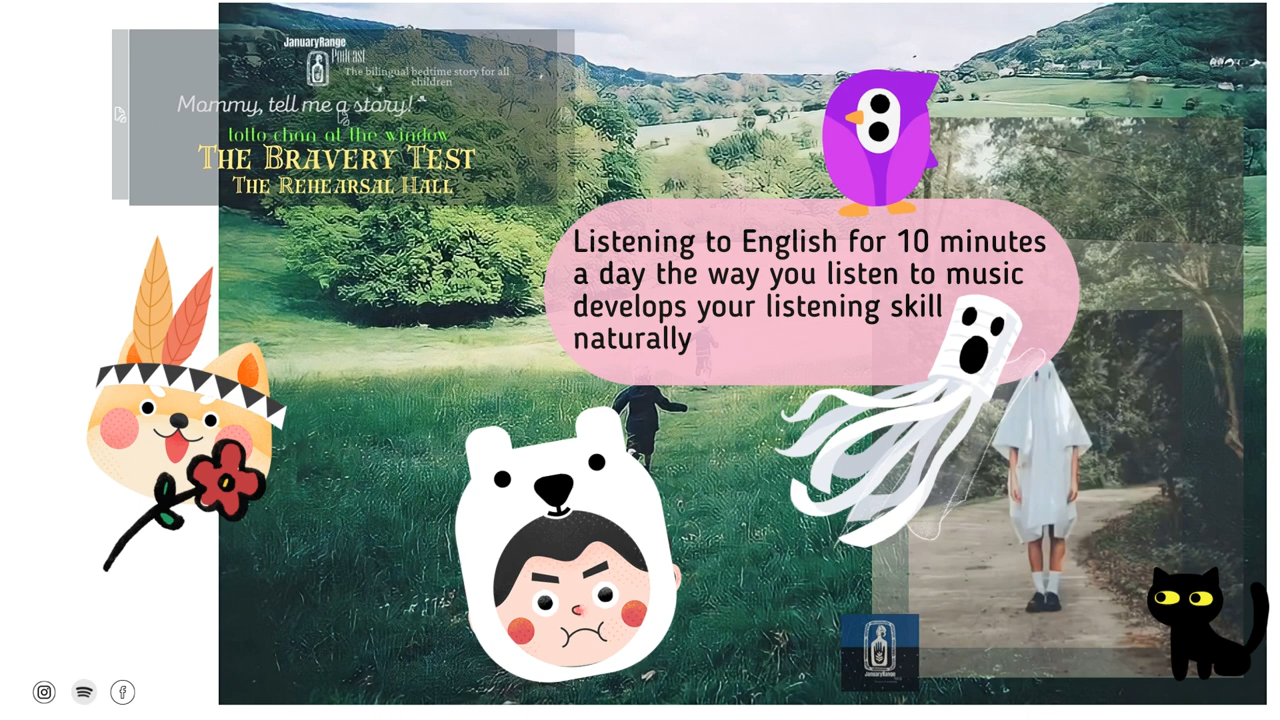 JanuaryRange
Podcast
The bilingual bedtime story for all
children
Mommy, tell me a story!
totto chan at the window
The Bravery Test
The Rehearsal Hall
Listening to English for 10 minutes
a day the way you listen to music
develops your listening skill
naturally
JanuaryRange